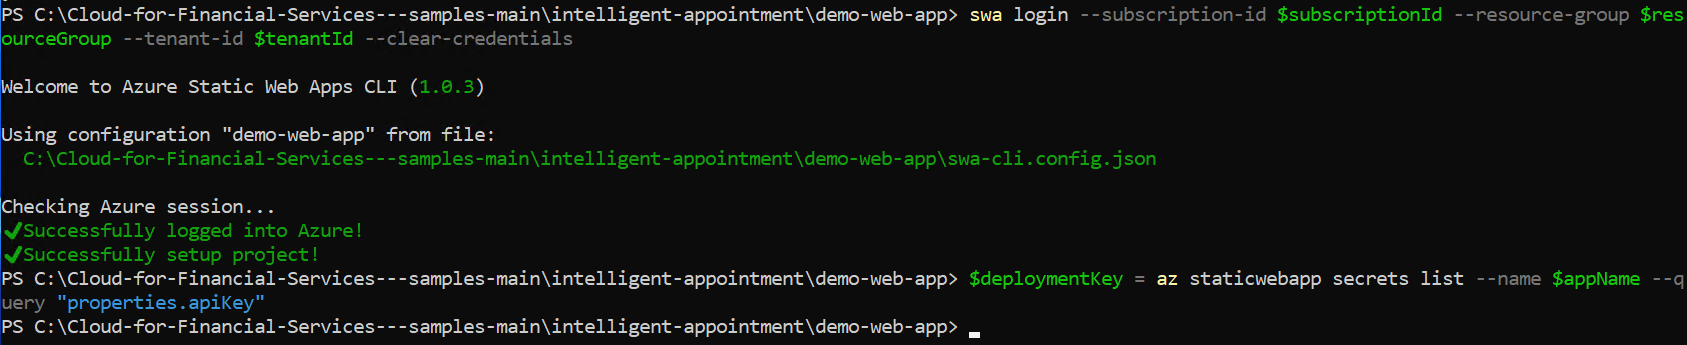 PS C:\Cloud-for-Financial-Services---samples-main\intelligent-appointment\demo-web-app> swa login --subscription-id $subscriptionId --resource-group $res
ourceGroup --tenant-id $tenantId --clear-credentials
Welcome to Azure Static Web Apps CLI (1.0.3)
Using configuration "demo-web-app" from file:
C:\Cloud-for-Financial-Services---samples-main\intelligent-appointment\demo-web-app\swa-cli.config.json
Checking Azure session...
✔Successfully logged into Azure!
✔Successfully setup project!
PS C:\Cloud-for-Financial-Services---samples-main\intelligent-appointment\demo-web-app> $deploymentKey = az staticwebapp secrets list --name $appName --q
uery "properties.apiKey"
PS C:\Cloud-for-Financial-Services---samples-main\intelligent-appointment\demo-web-app>